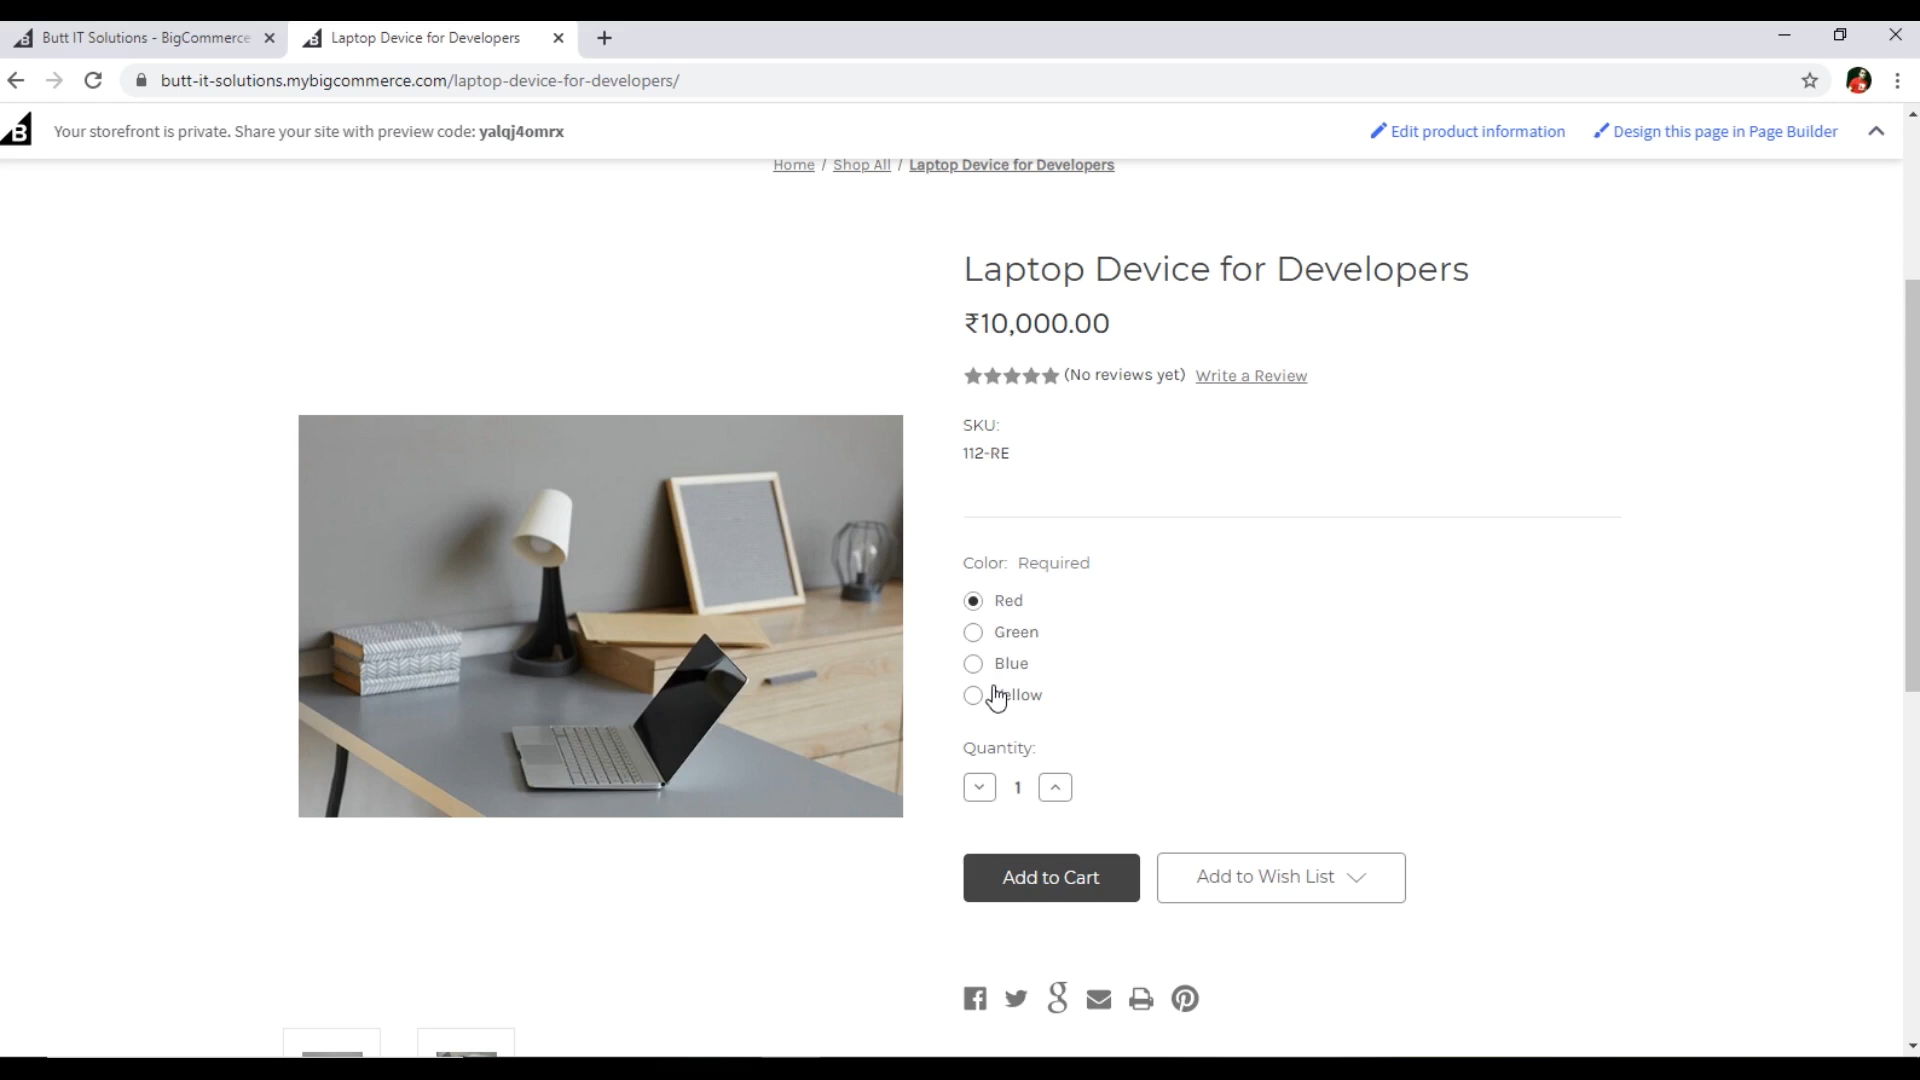 Butt IT Solutions - BigCommerce
Laptop Device for Developers
butt-it-solutions.mybigcommerce.com/laptop-device-for-developers/
B
Your storefront is private. Share your site with preview code: yalqj4omrx
Edit product information
Design this page in Page Builder
Home / Shop All / Laptop Device for Developers
Laptop Device for Developers
₹10,000.00
(No reviews yet) Write a Review
SKU:
112-RE
Color: Required
Red
Green
Blue
Quantity:
1
Add to Cart
Add to Wish List